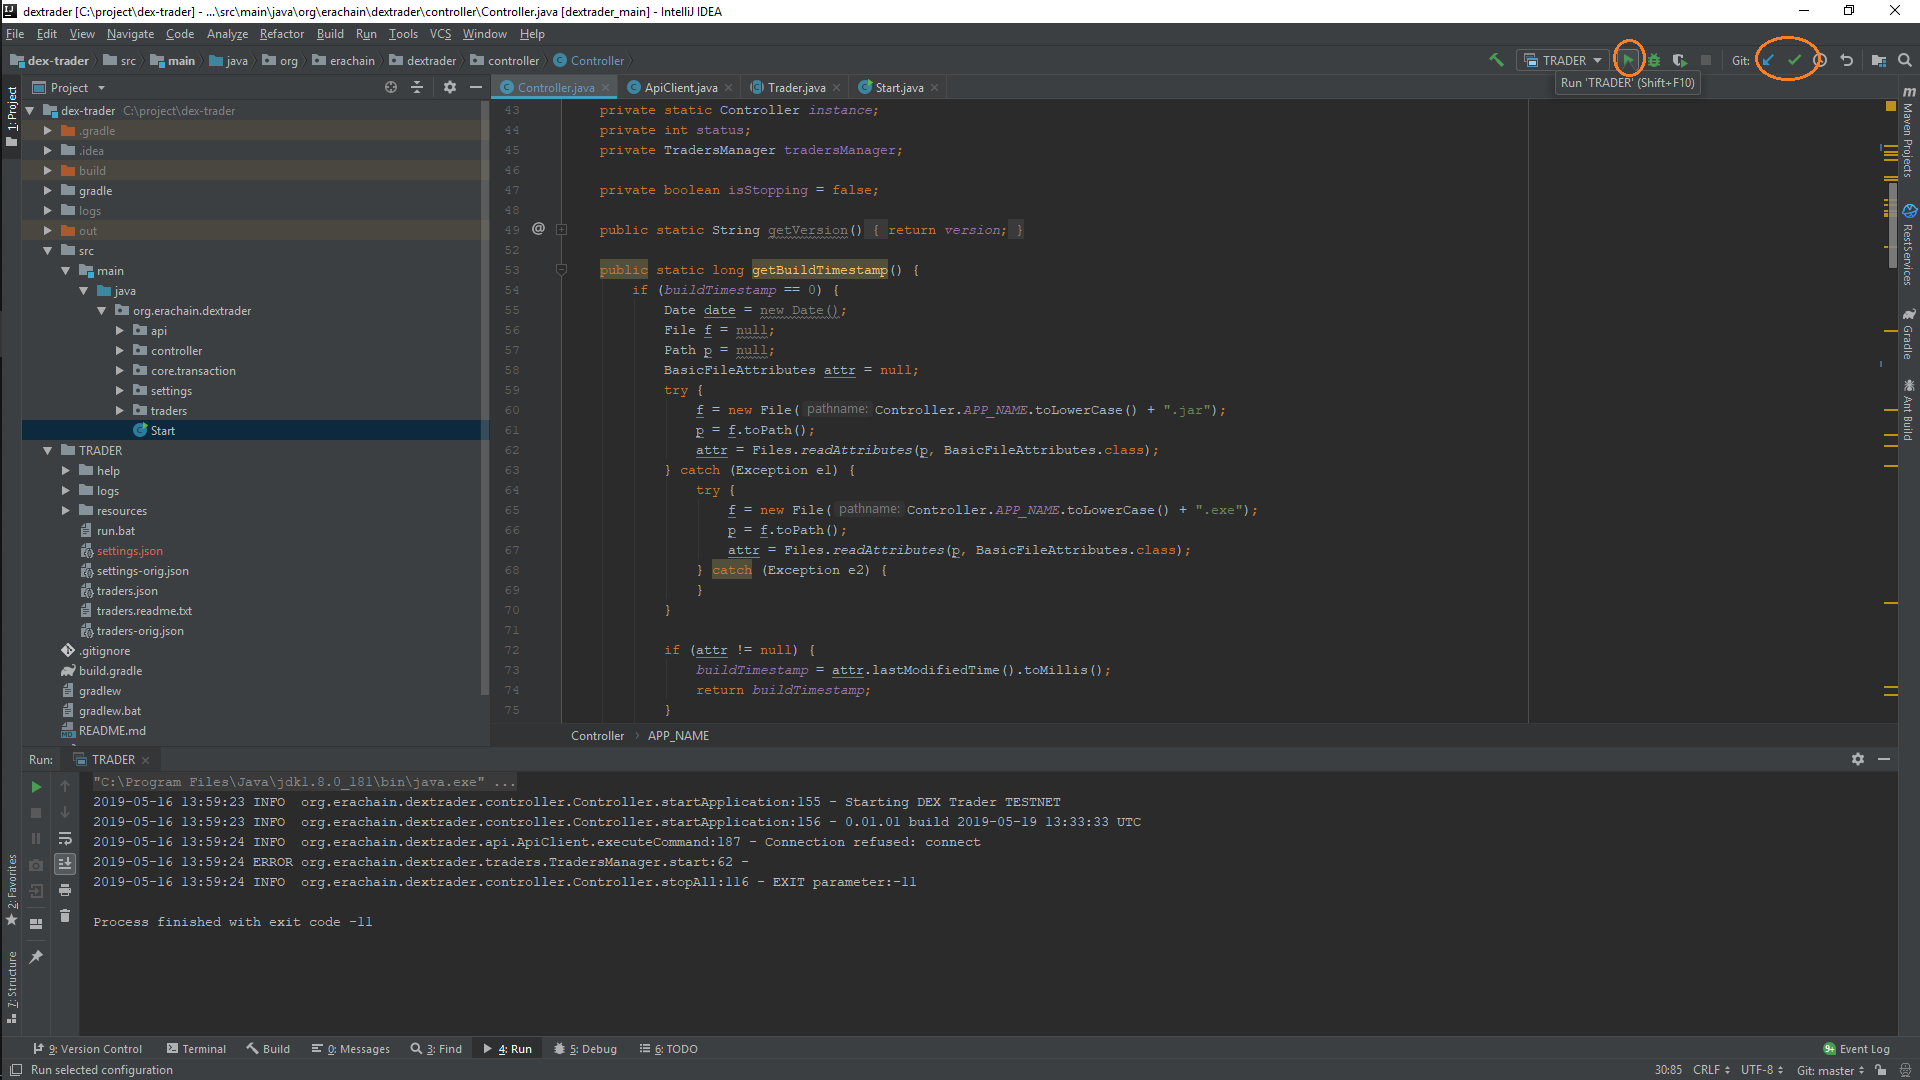 dextrader [C:\project\dex-trader] - ...\src\main\java\org\erachain\dextrader\controller\Controller.java [dextrader_main] - IntelliJ IDEA
File Edit View Navigate Code Analyze Refactor Build Run Tools VCS Window Help
dex-trader src main java org erachain dextrader controller Controller TRADER Git:
Run 'TRADER' (Shift+F10)
1: Project
Project
dex-trader C:\project\dex-trader
.gradle
.idea
build
gradle
logs
out
src
main
java
org.erachain.dextrader
api
controller
core.transaction
settings
traders
Start
TRADER
help
logs
resources
run.bat
settings.json
settings-orig.json
traders.json
traders.readme.txt
traders-orig.json
.gitignore
build.gradle
gradlew
gradlew.bat
README.md
Controller.java ApiClient.java Trader.java Start.java
43 private static Controller instance;
44 private int status;
45 private TradersManager tradersManager;
46
47 private boolean isStopping = false;
48
49 @ public static String getVersion() { return version; }
52
53 public static long getBuildTimestamp() {
54 if (buildTimestamp == 0) {
55 Date date = new Date();
56 File f = null;
57 Path p = null;
58 BasicFileAttributes attr = null;
59 try {
60 f = new File( pathname: Controller.APP_NAME.toLowerCase() + ".jar");
61 p = f.toPath();
62 attr = Files.readAttributes(p, BasicFileAttributes.class);
63 } catch (Exception e1) {
64 try {
65 f = new File( pathname: Controller.APP_NAME.toLowerCase() + ".exe");
66 p = f.toPath();
67 attr = Files.readAttributes(p, BasicFileAttributes.class);
68 } catch (Exception e2) {
69 }
70 }
71
72 if (attr != null) {
73 buildTimestamp = attr.lastModifiedTime().toMillis();
74 return buildTimestamp;
75 }
Controller APP_NAME
Maven Projects
RestServices
Gradle
Ant Build
Run: TRADER
"C:\Program Files\Java\jdk1.8.0_181\bin\java.exe" ...
2019-05-16 13:59:23 INFO org.erachain.dextrader.controller.Controller.startApplication:155 - Starting DEX Trader TESTNET
2019-05-16 13:59:23 INFO org.erachain.dextrader.controller.Controller.startApplication:156 - 0.01.01 build 2019-05-19 13:33:33 UTC
2019-05-16 13:59:24 INFO org.erachain.dextrader.api.ApiClient.executeCommand:187 - Connection refused: connect
2019-05-16 13:59:24 ERROR org.erachain.dextrader.traders.TradersManager.start:62 -
2019-05-16 13:59:24 INFO org.erachain.dextrader.controller.Controller.stopAll:116 - EXIT parameter:-11
Process finished with exit code -11
2: Favorites
7: Structure
9: Version Control Terminal Build 0: Messages 3: Find 4: Run 5: Debug 6: TODO 9+ Event Log
Run selected configuration 30:85 CRLF UTF-8 Git: master